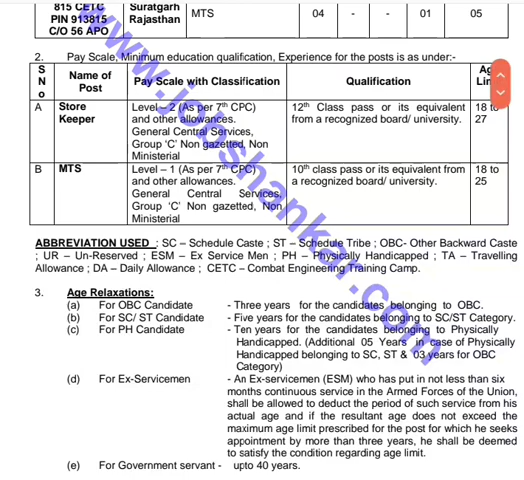 815 CETC
PIN 913815
C/O 56 APO
Suratgarh
Rajasthan
MTS 04 - - 01 05
2. Pay Scale, Minimum education qualification, Experience for the posts is as under:-
S
N
o
Name of
Post
Pay Scale with Classification
Qualification
Lim
A
Store
Keeper
Level – 2 (As per 7th CPC)
and other allowances.
General Central Services,
Group ‘C’ Non gazetted, Non
Ministerial
12th Class pass or its equivalent
from a recognized board/ university.
18 to
27
B
MTS
Level – 1 (As per 7th CPC)
and other allowances.
General Central Services,
Group ‘C’ Non gazetted, Non
Ministerial
10th class pass or its equivalent from
a recognized board/ university.
18 to
25
ABBREVIATION USED : SC – Schedule Caste ; ST – Schedule Tribe ; OBC- Other Backward Caste
; UR – Un-Reserved ; ESM – Ex Service Men ; PH – Physically Handicapped ; TA – Travelling
Allowance ; DA – Daily Allowance ; CETC – Combat Engineering Training Camp.
3. Age Relaxations:
(a) For OBC Candidate - Three years for the candidates belonging to OBC.
(b) For SC/ ST Candidate - Five years for the candidates belonging to SC/ST Category.
(c) For PH Candidate - Ten years for the candidates belonging to Physically
Handicapped. (Additional 05 Years in case of Physically
Handicapped belonging to SC, ST & 03 years for OBC
Category)
(d) For Ex-Servicemen - An Ex-servicemen (ESM) who has put in not less than six
months continuous service in the Armed Forces of the Union,
shall be allowed to deduct the period of such service from his
actual age and if the resultant age does not exceed the
maximum age limit prescribed for the post for which he seeks
appointment by more than three years, he shall be deemed
to satisfy the condition regarding age limit.
(e) For Government servant - upto 40 years.
www.jobshankar.com